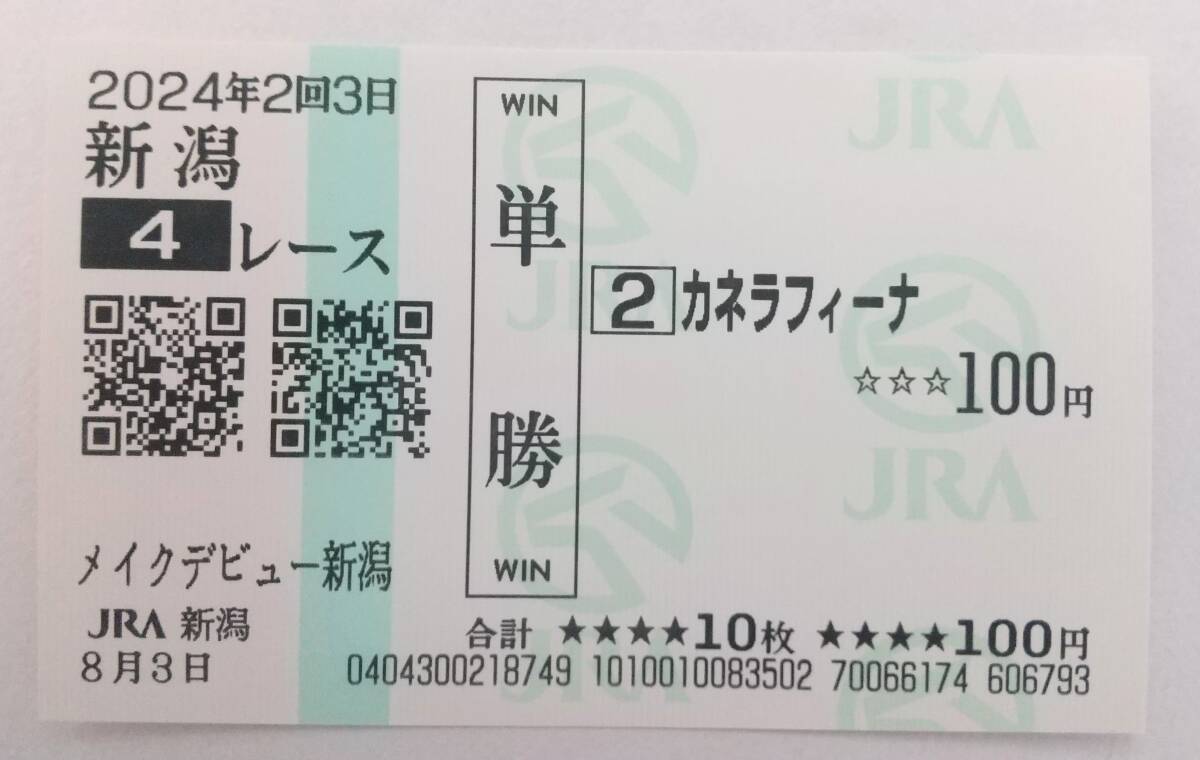 2024年2回3日
新潟
4レース
メイクデビュー新潟
JRA 新潟
8月3日
WIN
単勝
WIN
2 カネラフィーナ
☆☆☆100円
合計 ★★★★10枚 ★★★★100円
0404300218749 1010010083502 70066174 606793
JRA
JRA
JRA